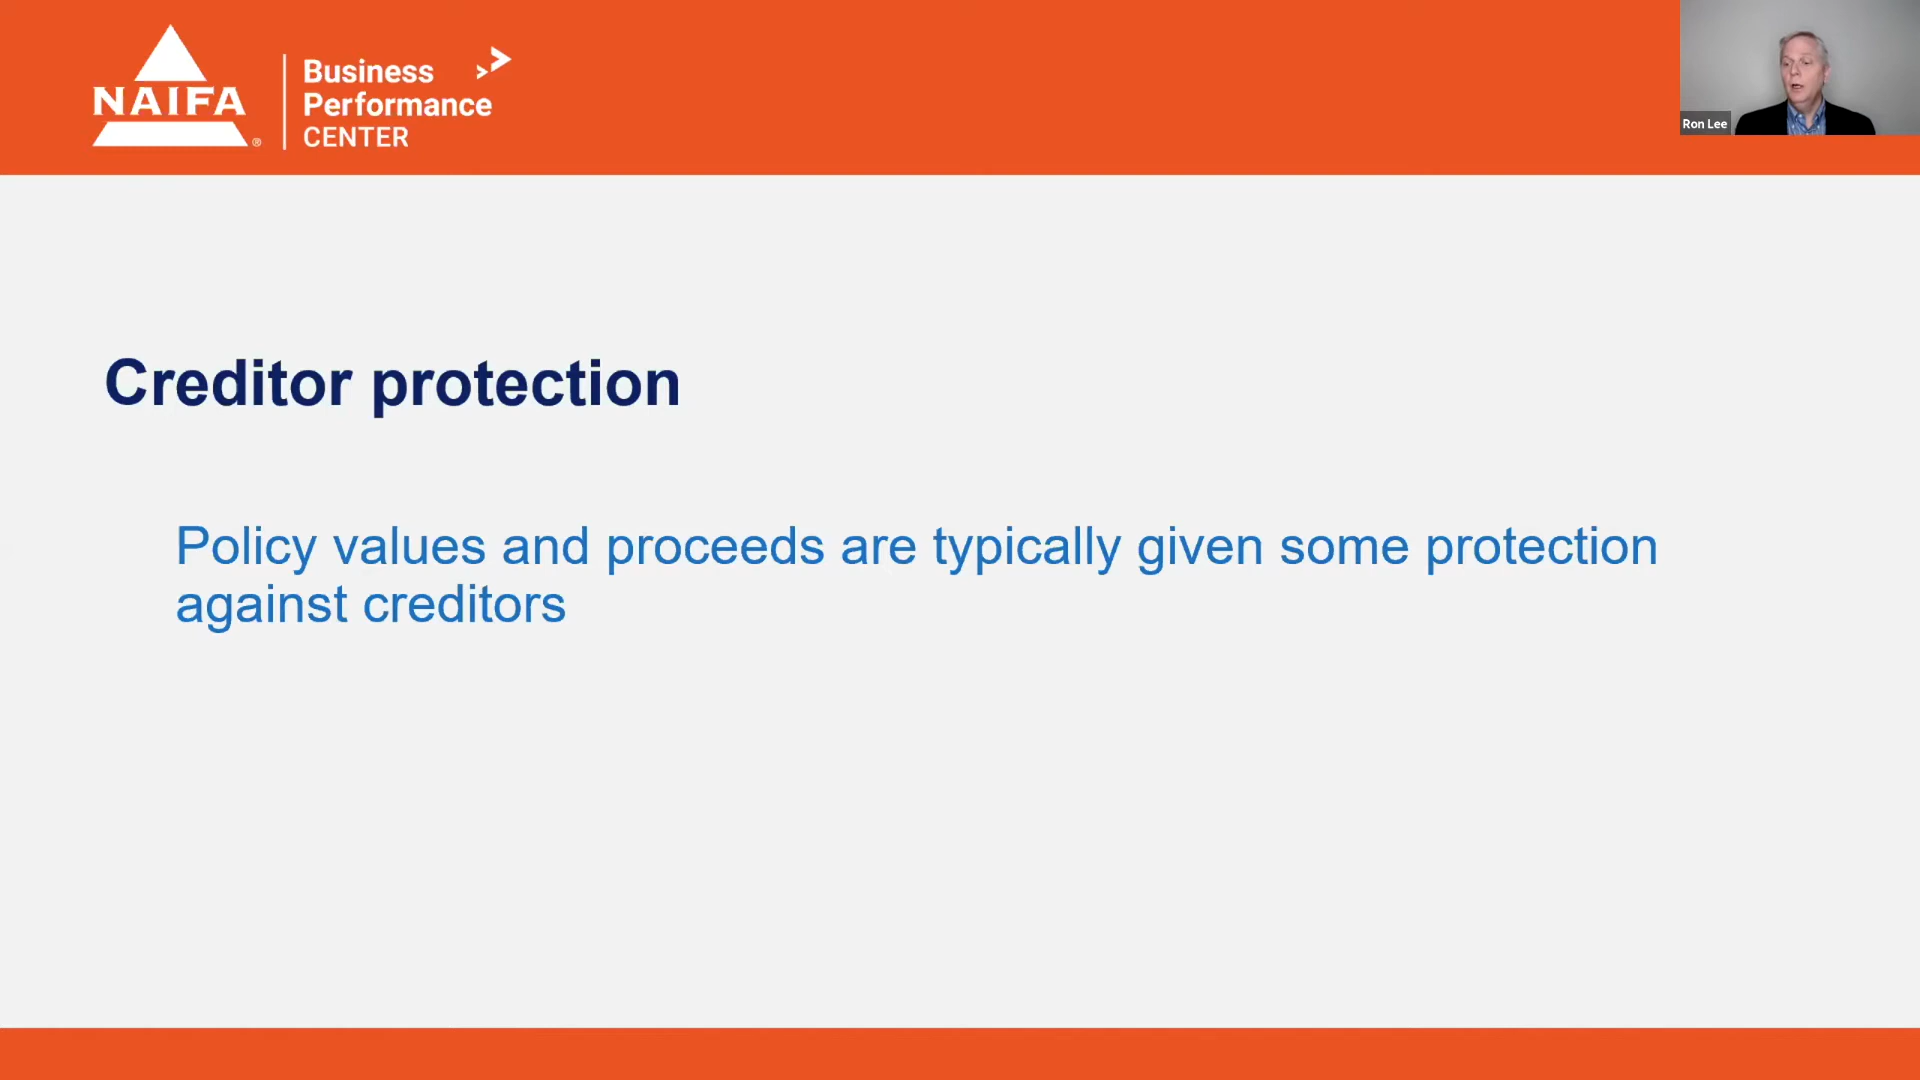 NAIFA®
Business
Performance
CENTER
Ron Lee
Creditor protection
Policy values and proceeds are typically given some protection
against creditors